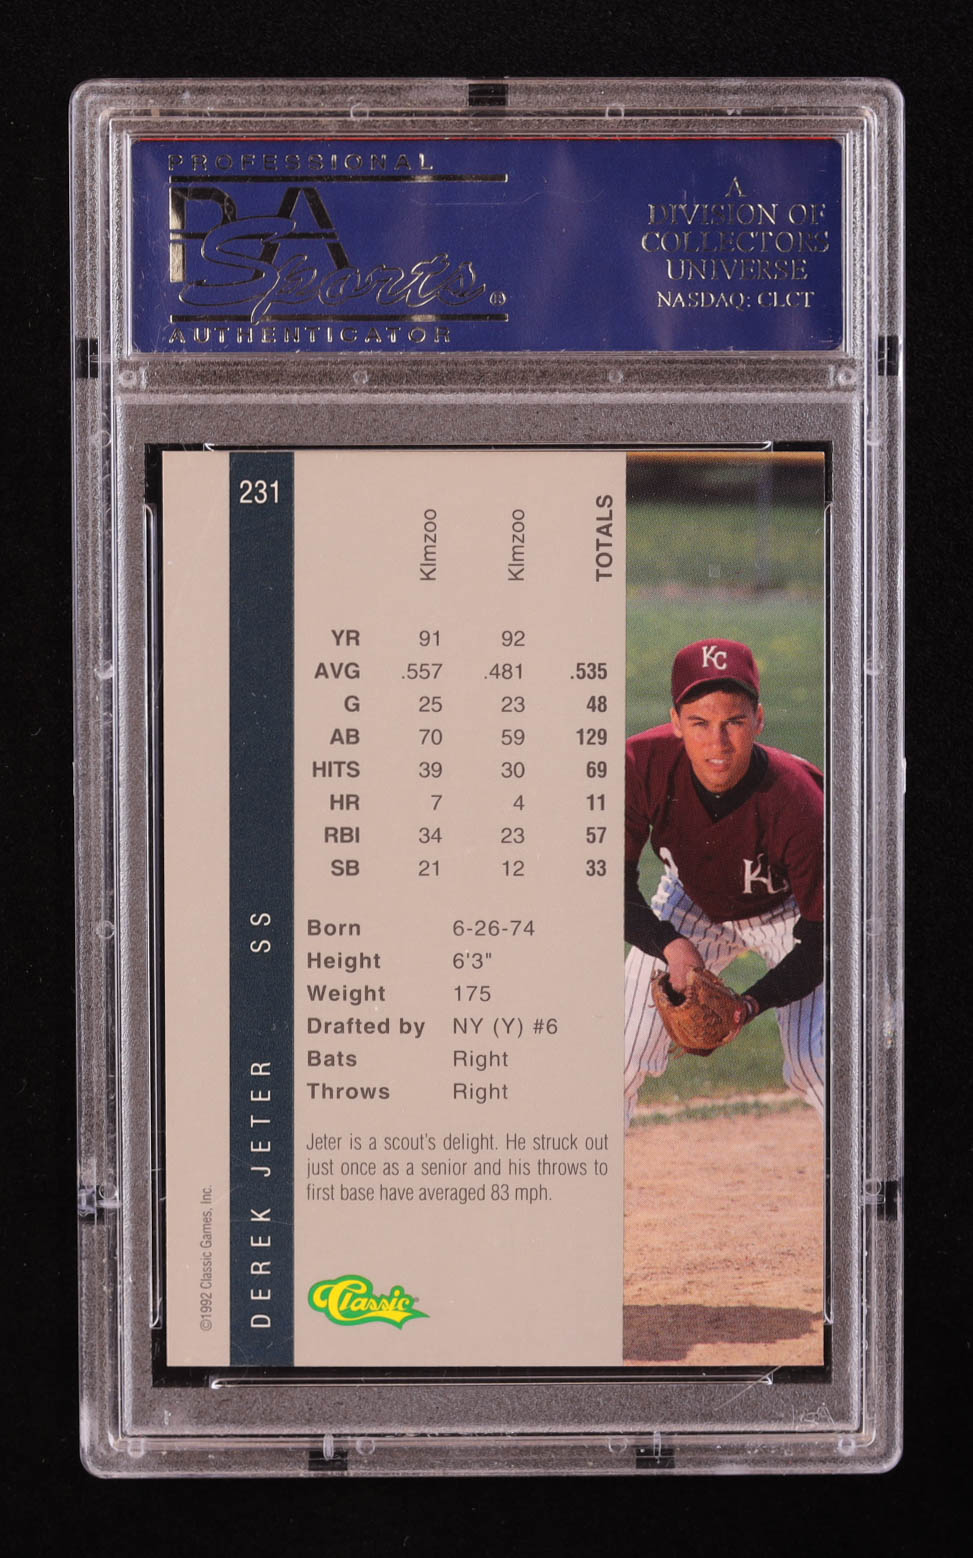 PROFESSIONAL
PSA
Sports®
AUTHENTICATOR
A
DIVISION OF
COLLECTORS
UNIVERSE
NASDAQ: CLCT
231
DEREK JETER SS
©1992 Classic Games, Inc.
Klmzoo Klmzoo TOTALS
YR 91 92
AVG .557 .481 .535
G 25 23 48
AB 70 59 129
HITS 39 30 69
HR 7 4 11
RBI 34 23 57
SB 21 12 33
Born 6-26-74
Height 6'3"
Weight 175
Drafted by NY (Y) #6
Bats Right
Throws Right
Jeter is a scout's delight. He struck out
just once as a senior and his throws to
first base have averaged 83 mph.
Classic
KC
KC